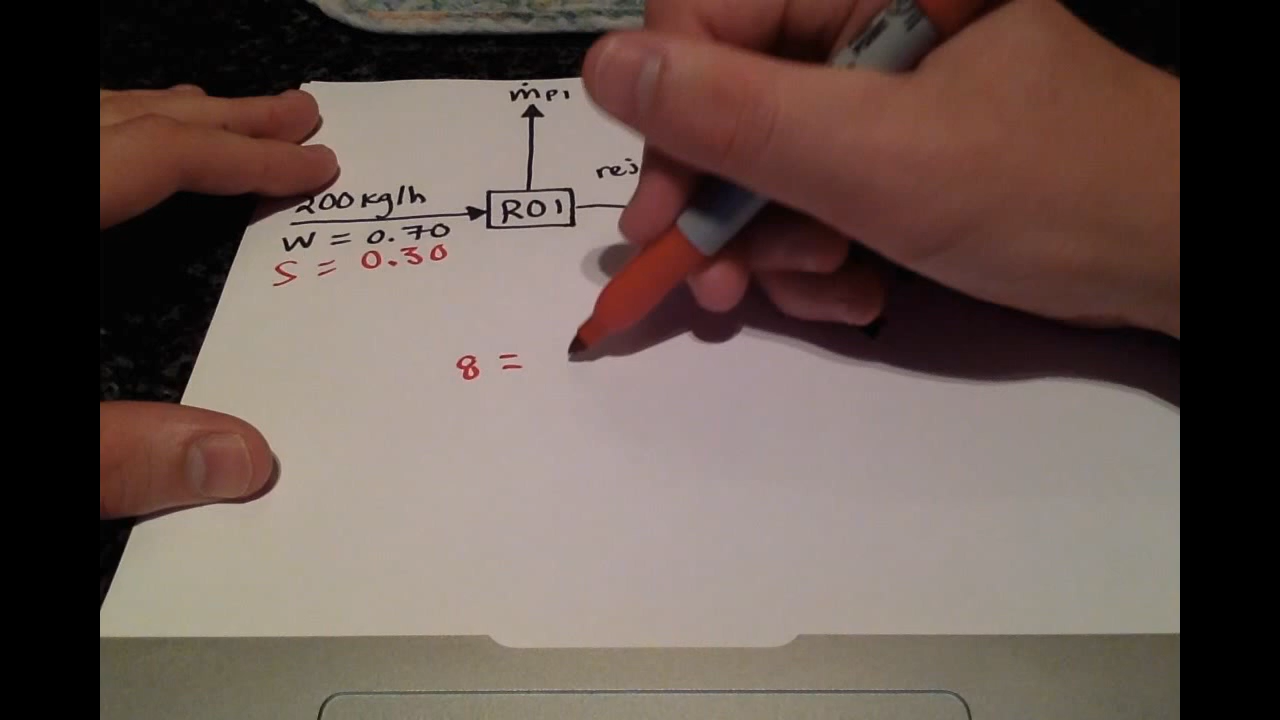 ṁP1
rej
200 kg/h
RO1
W = 0.70
S = 0.30
8 =